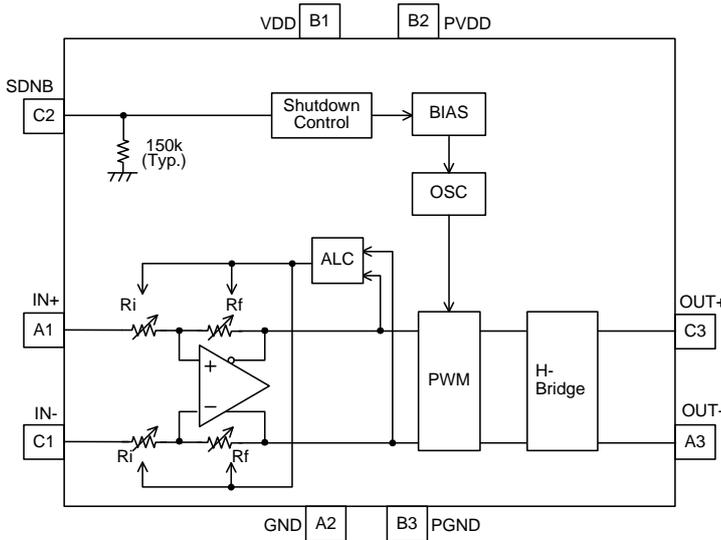 VDD B1 B2 PVDD
SDNB
C2
Shutdown
Control
BIAS
150k
(Typ.)
OSC
ALC
IN+
Ri
Rf
OUT+
A1
C3
+
PWM
H-
Bridge
−
IN-
OUT-
C1
A3
Ri
Rf
GND A2 B3 PGND